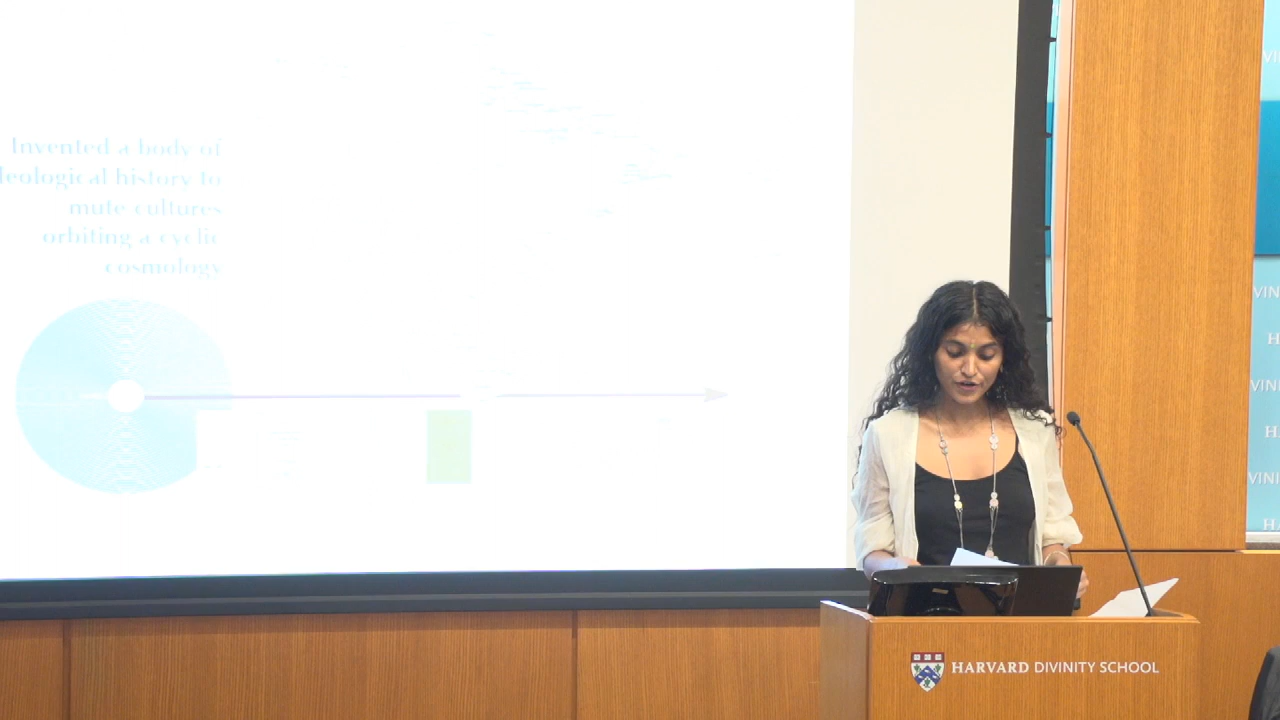 Invented a body of
ideological history to
mute cultures
orbiting a cyclic
cosmology
HARVARD DIVINITY SCHOOL